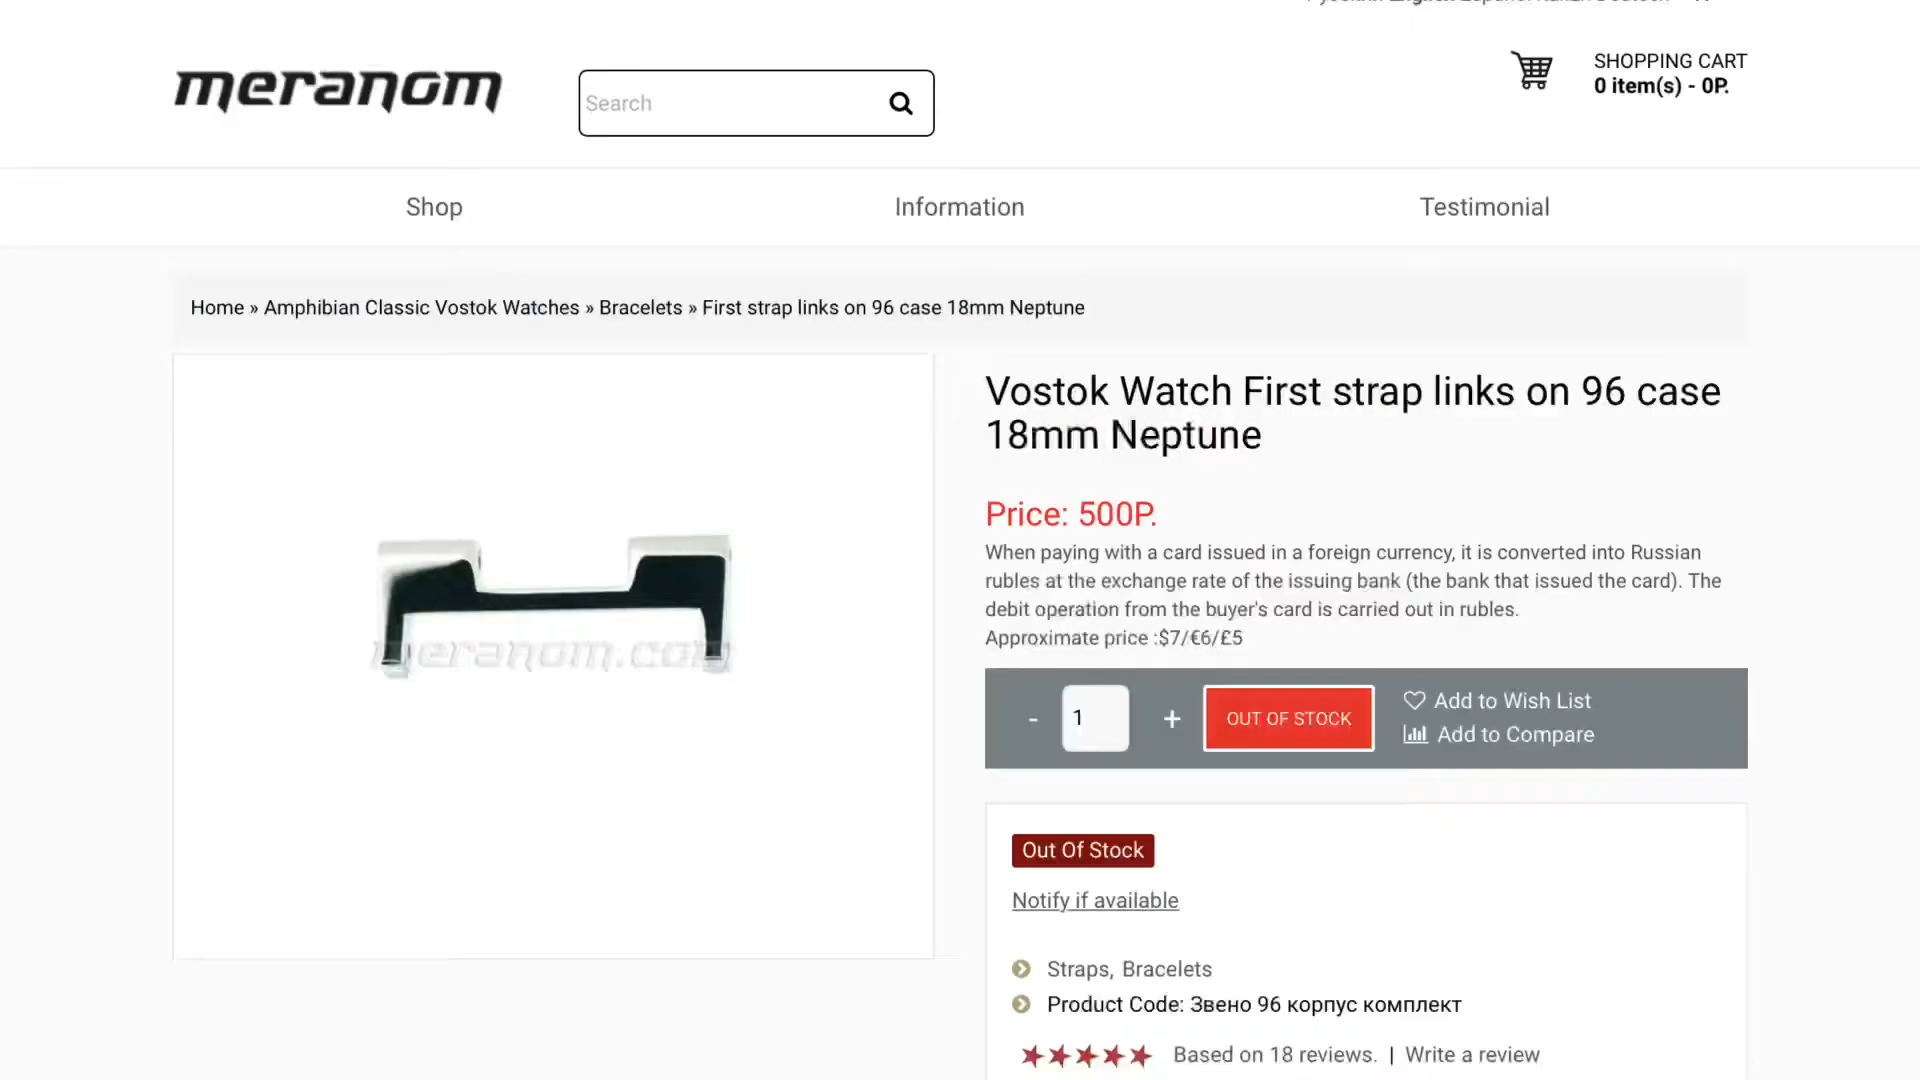 meranom
Search
SHOPPING CART
0 item(s) - 0Р.
Shop
Information
Testimonial
Home » Amphibian Classic Vostok Watches » Bracelets » First strap links on 96 case 18mm Neptune
meranom.com
Vostok Watch First strap links on 96 case
18mm Neptune
Price: 500Р.
When paying with a card issued in a foreign currency, it is converted into Russian
rubles at the exchange rate of the issuing bank (the bank that issued the card). The
debit operation from the buyer's card is carried out in rubles.
Approximate price :$7/€6/£5
- 1 +
OUT OF STOCK
Add to Wish List
Add to Compare
Out Of Stock
Notify if available
Straps, Bracelets
Product Code: Звено 96 корпус комплект
Based on 18 reviews. | Write a review